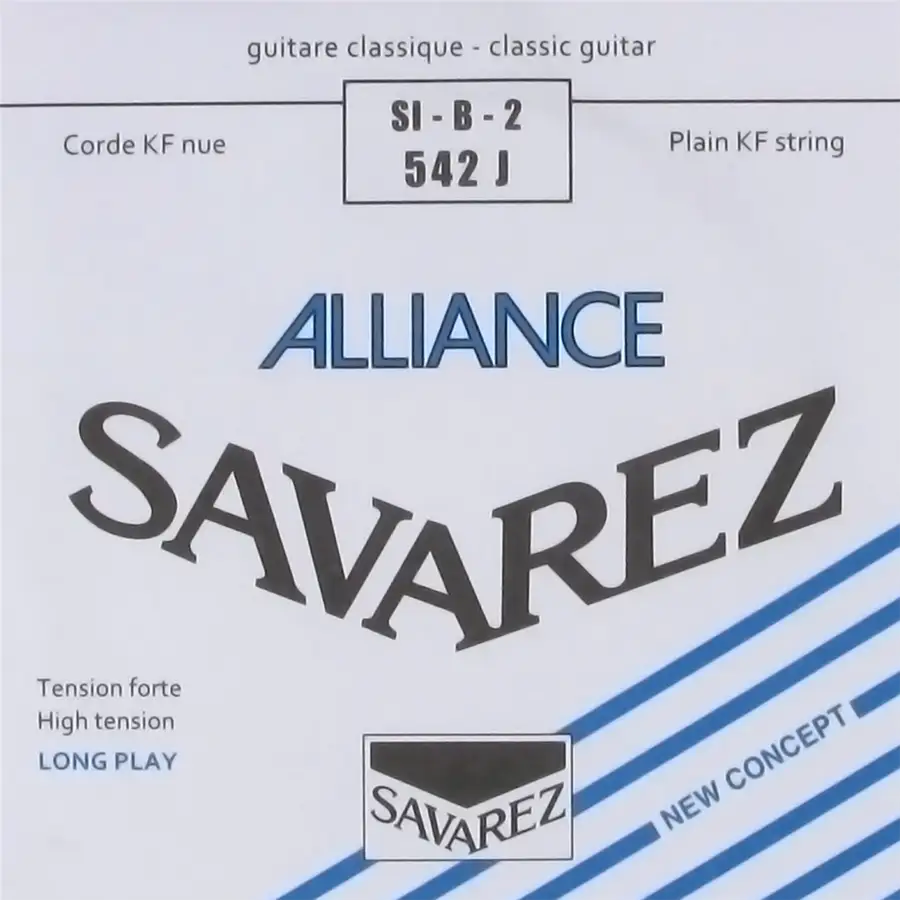 guitare classique - classic guitar
SI - B - 2
542 J
Corde KF nue
Plain KF string
ALLIANCE
SAVAREZ
Tension forte
High tension
LONG PLAY
NEW CONCEPT
SAVAREZ